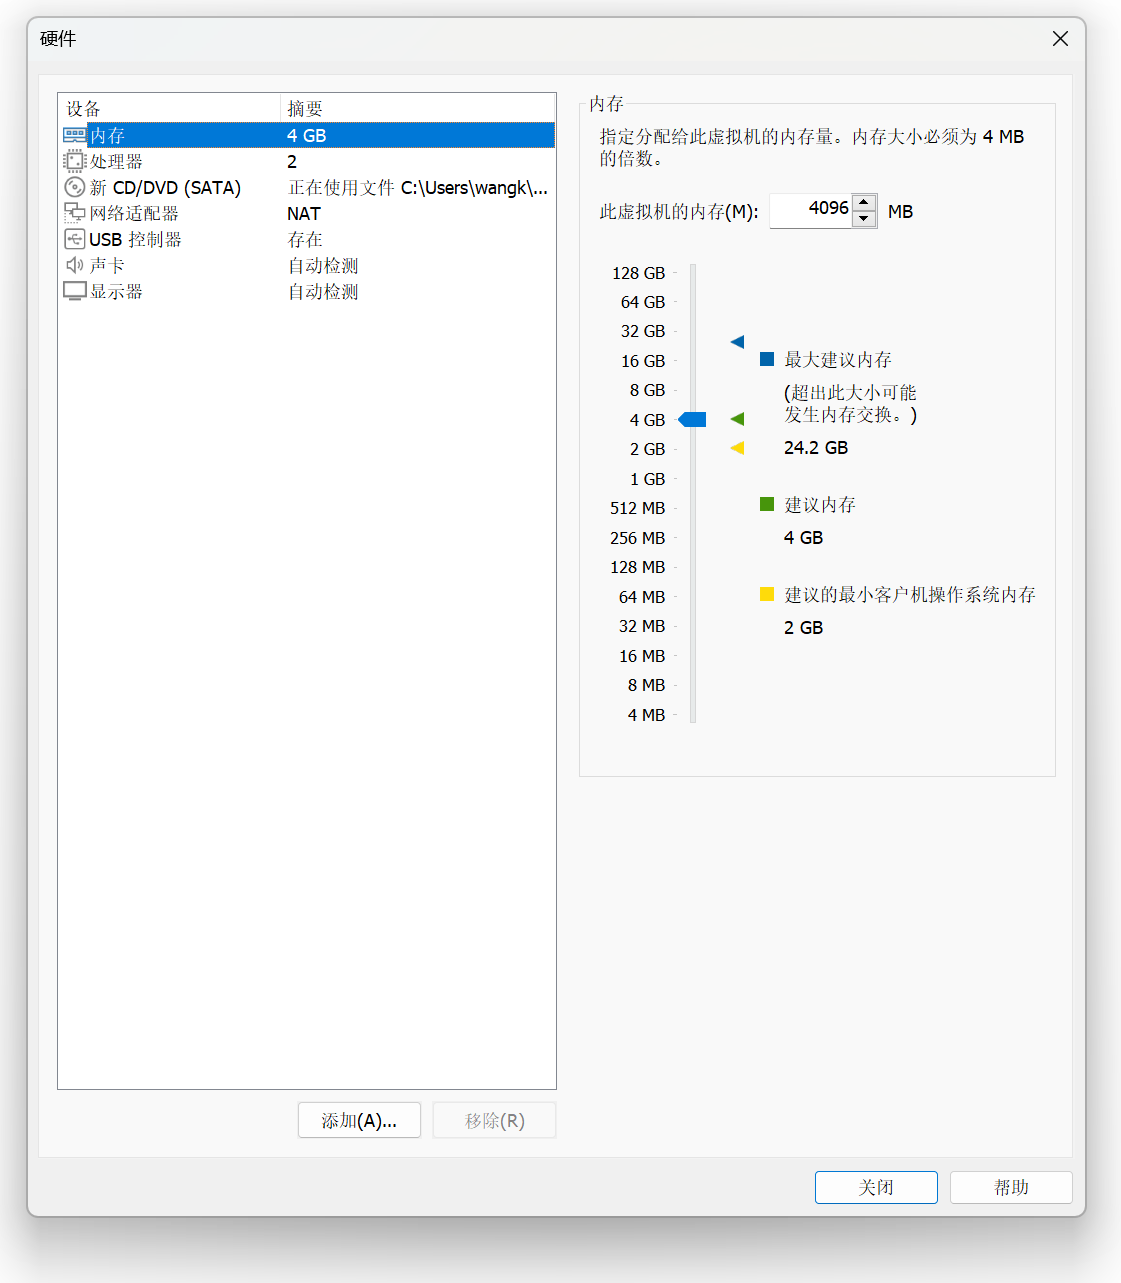 硬件
设备 摘要
内存 4 GB
处理器 2
新 CD/DVD (SATA) 正在使用文件 C:\Users\wangk\...
网络适配器 NAT
USB 控制器 存在
声卡 自动检测
显示器 自动检测
添加(A)... 移除(R)
内存
指定分配给此虚拟机的内存量。内存大小必须为 4 MB
的倍数。
此虚拟机的内存(M): 4096 MB
128 GB
64 GB
32 GB
16 GB
8 GB
4 GB
2 GB
1 GB
512 MB
256 MB
128 MB
64 MB
32 MB
16 MB
8 MB
4 MB
最大建议内存
(超出此大小可能
发生内存交换。)
24.2 GB
建议内存
4 GB
建议的最小客户机操作系统内存
2 GB
关闭 帮助